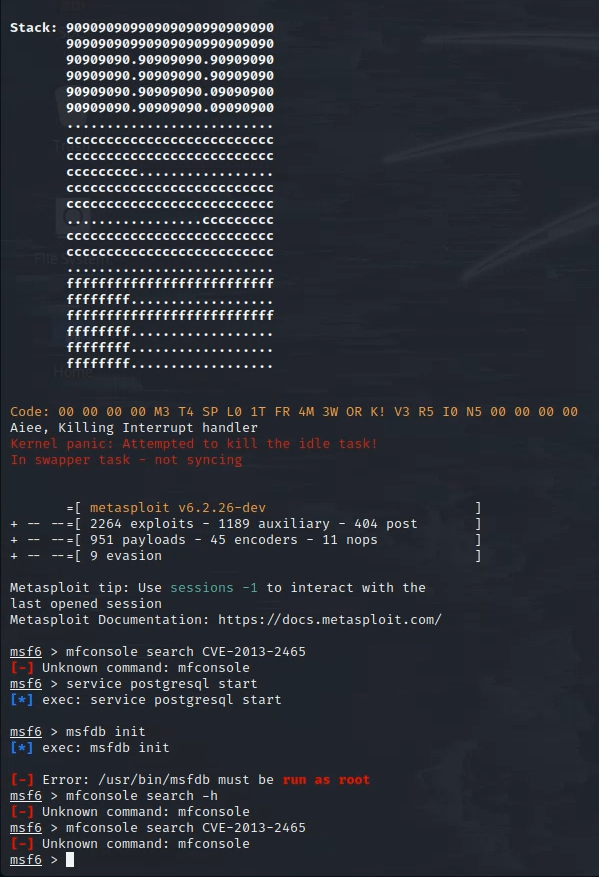 Stack: 90909090990909090990909090
90909090990909090990909090
90909090.90909090.90909090
90909090.90909090.90909090
90909090.90909090.09090900
90909090.90909090.09090900
..........................
cccccccccccccccccccccccccc
cccccccccccccccccccccccccc
ccccccccc.................
cccccccccccccccccccccccccc
cccccccccccccccccccccccccc
.................ccccccccc
cccccccccccccccccccccccccc
cccccccccccccccccccccccccc
..........................
ffffffffffffffffffffffffff
ffffffff..................
ffffffffffffffffffffffffff
ffffffff..................
ffffffff..................
ffffffff..................
Code: 00 00 00 00 M3 T4 SP L0 1T FR 4M 3W OR K! V3 R5 I0 N5 00 00 00 00
Aiee, Killing Interrupt handler
Kernel panic: Attempted to kill the idle task!
In swapper task - not syncing
=[ metasploit v6.2.26-dev ]
+ -- --=[ 2264 exploits - 1189 auxiliary - 404 post ]
+ -- --=[ 951 payloads - 45 encoders - 11 nops ]
+ -- --=[ 9 evasion ]
Metasploit tip: Use sessions -1 to interact with the
last opened session
Metasploit Documentation: https://docs.metasploit.com/
msf6 > mfconsole search CVE-2013-2465
[-] Unknown command: mfconsole
msf6 > service postgresql start
[*] exec: service postgresql start
msf6 > msfdb init
[*] exec: msfdb init
[-] Error: /usr/bin/msfdb must be run as root
msf6 > mfconsole search -h
[-] Unknown command: mfconsole
msf6 > mfconsole search CVE-2013-2465
[-] Unknown command: mfconsole
msf6 >